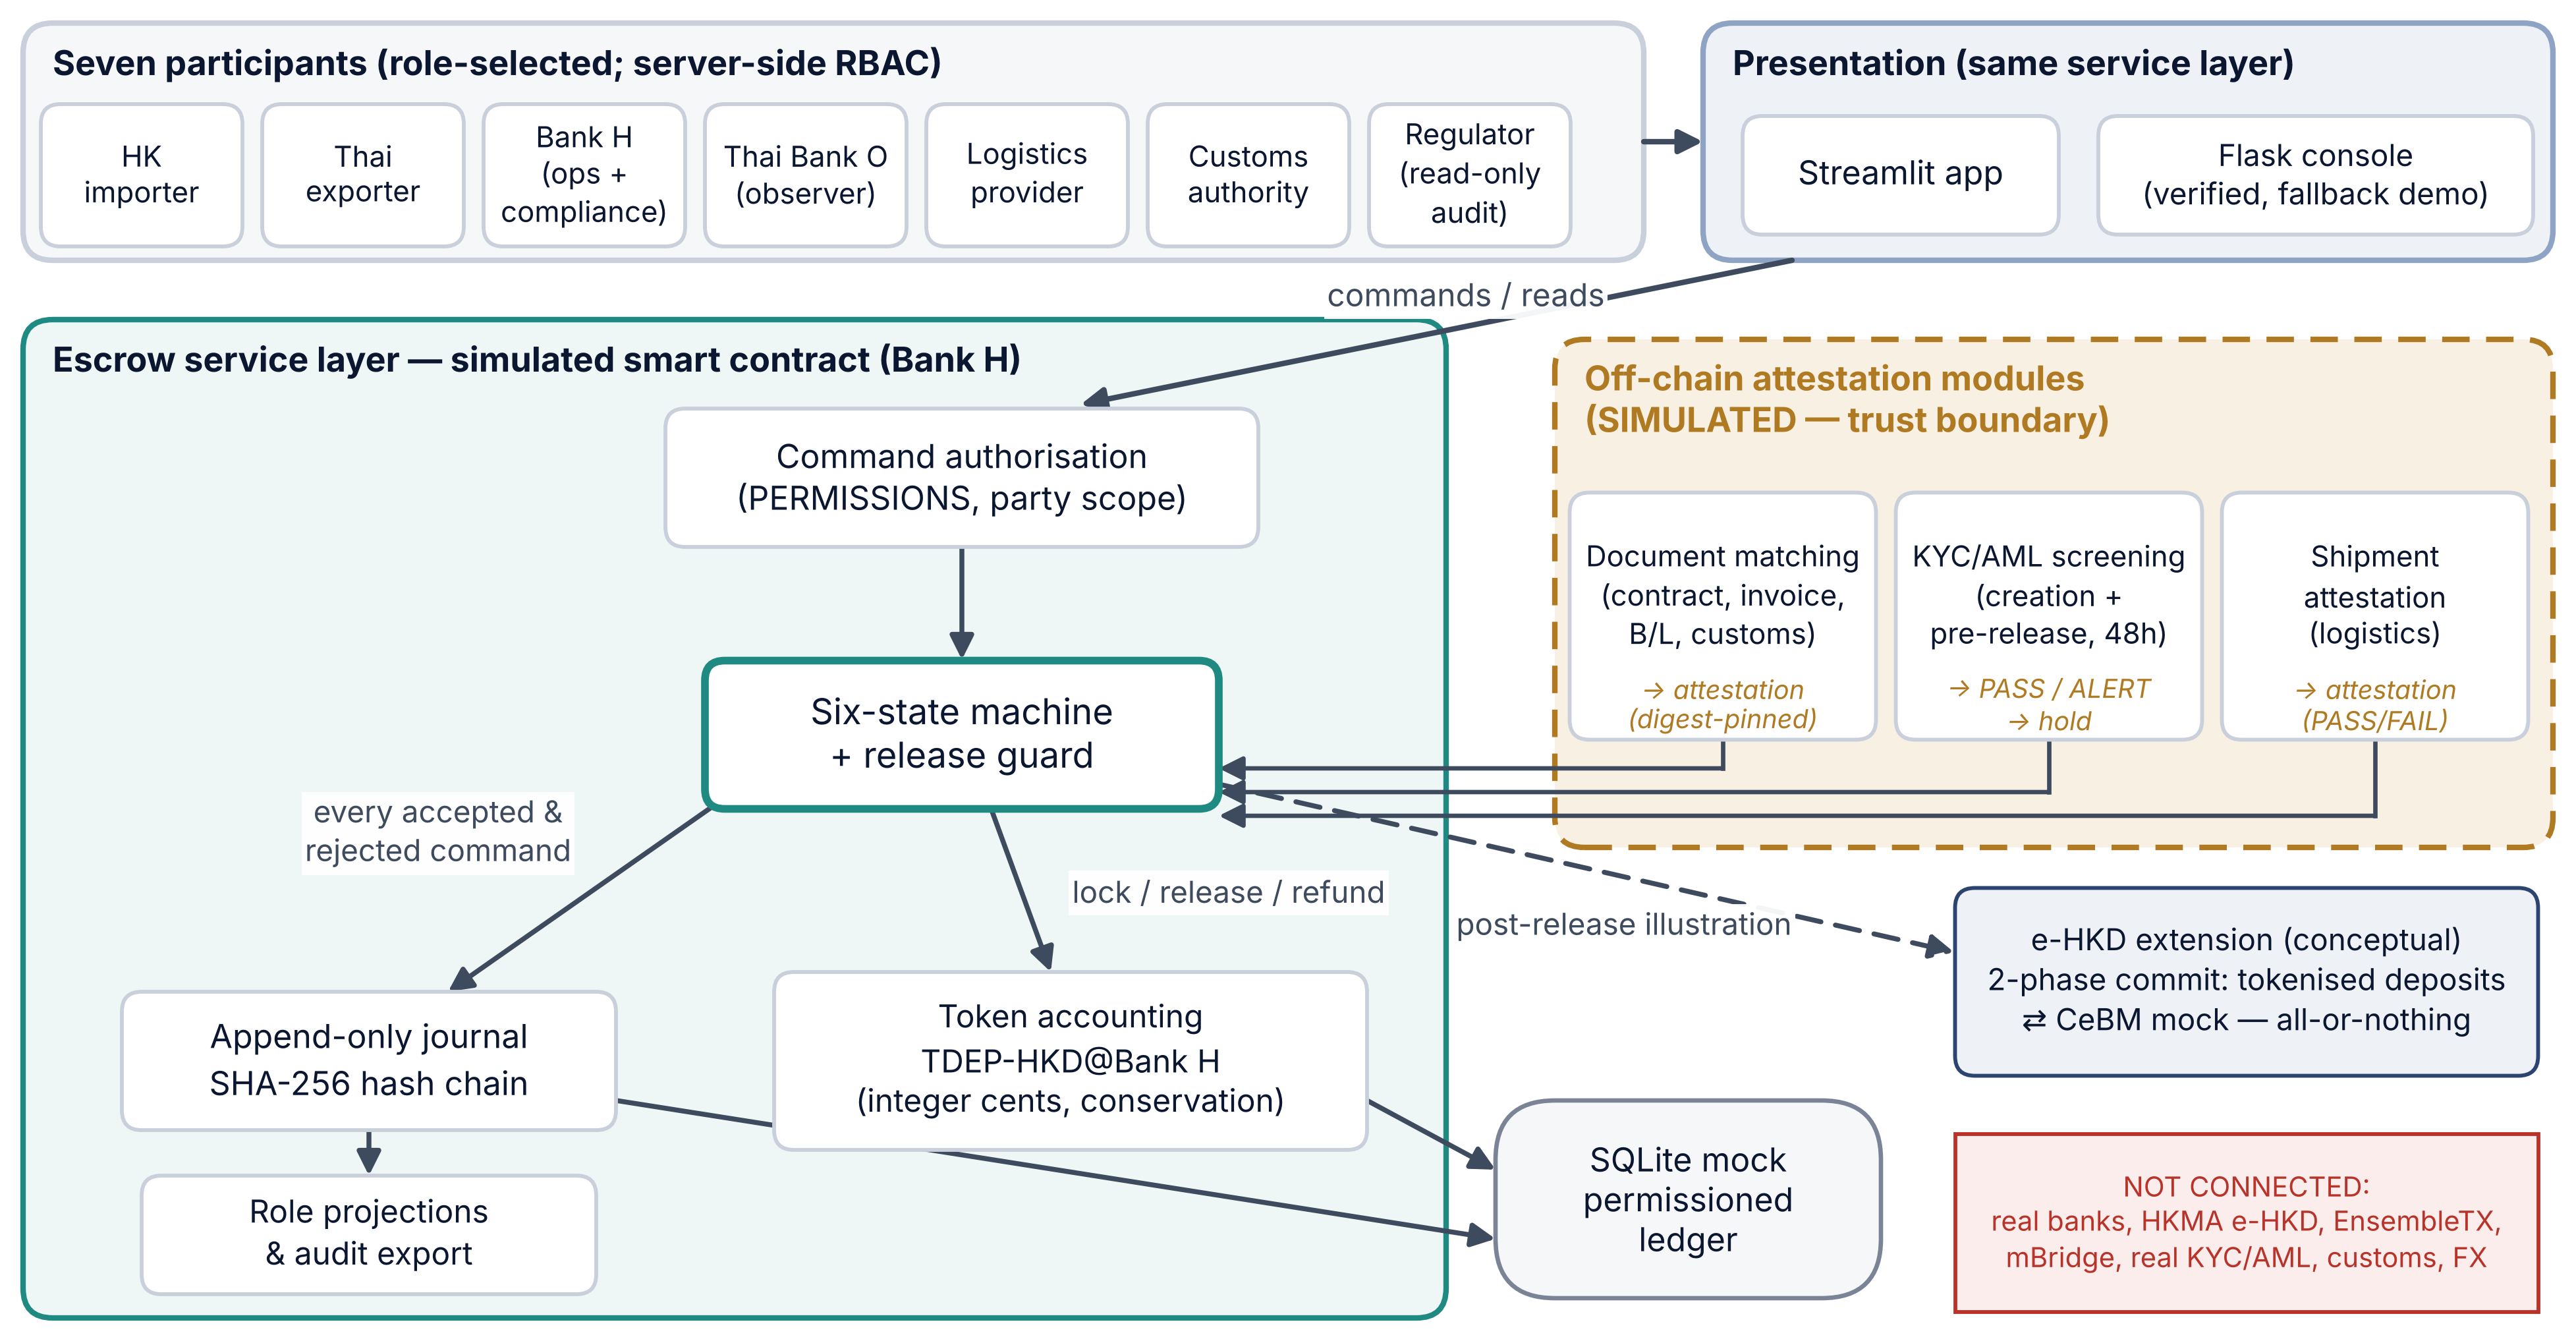 Seven participants (role-selected; server-side RBAC)
HK
importer
Thai
exporter
Bank H
(ops +
compliance)
Thai Bank O
(observer)
Logistics
provider
Customs
authority
Regulator
(read-only
audit)
Presentation (same service layer)
Streamlit app
Flask console
(verified, fallback demo)
commands / reads
Escrow service layer — simulated smart contract (Bank H)
Command authorisation
(PERMISSIONS, party scope)
Six-state machine
+ release guard
Off-chain attestation modules
(SIMULATED — trust boundary)
Document matching
(contract, invoice,
B/L, customs)
→ attestation
(digest-pinned)
KYC/AML screening
(creation +
pre-release, 48h)
→ PASS / ALERT
→ hold
Shipment
attestation
(logistics)
→ attestation
(PASS/FAIL)
every accepted &
rejected command
lock / release / refund
post-release illustration
e-HKD extension (conceptual)
2-phase commit: tokenised deposits
⇄ CeBM mock — all-or-nothing
Append-only journal
SHA-256 hash chain
Token accounting
TDEP-HKD@Bank H
(integer cents, conservation)
Role projections
& audit export
SQLite mock
permissioned
ledger
NOT CONNECTED:
real banks, HKMA e-HKD, EnsembleTX,
mBridge, real KYC/AML, customs, FX